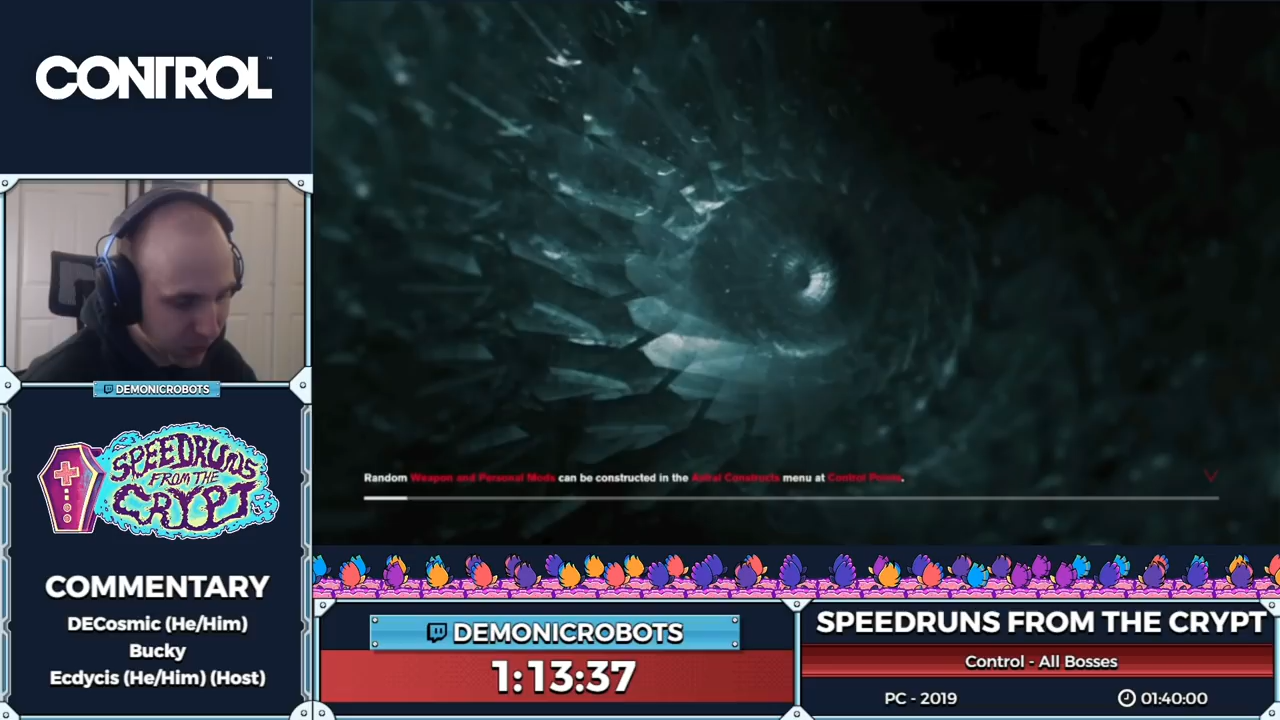 CONTROL™
DEMONICROBOTS
SPEEDRUNS
FROM THE
CRYPT
COMMENTARY
DECosmic (He/Him)
Bucky
Ecdycis (He/Him) (Host)
Random Weapon and Personal Mods can be constructed in the Astral Constructs menu at Control Points.
DEMONICROBOTS
1:13:37
SPEEDRUNS FROM THE CRYPT
Control - All Bosses
PC - 2019
01:40:00